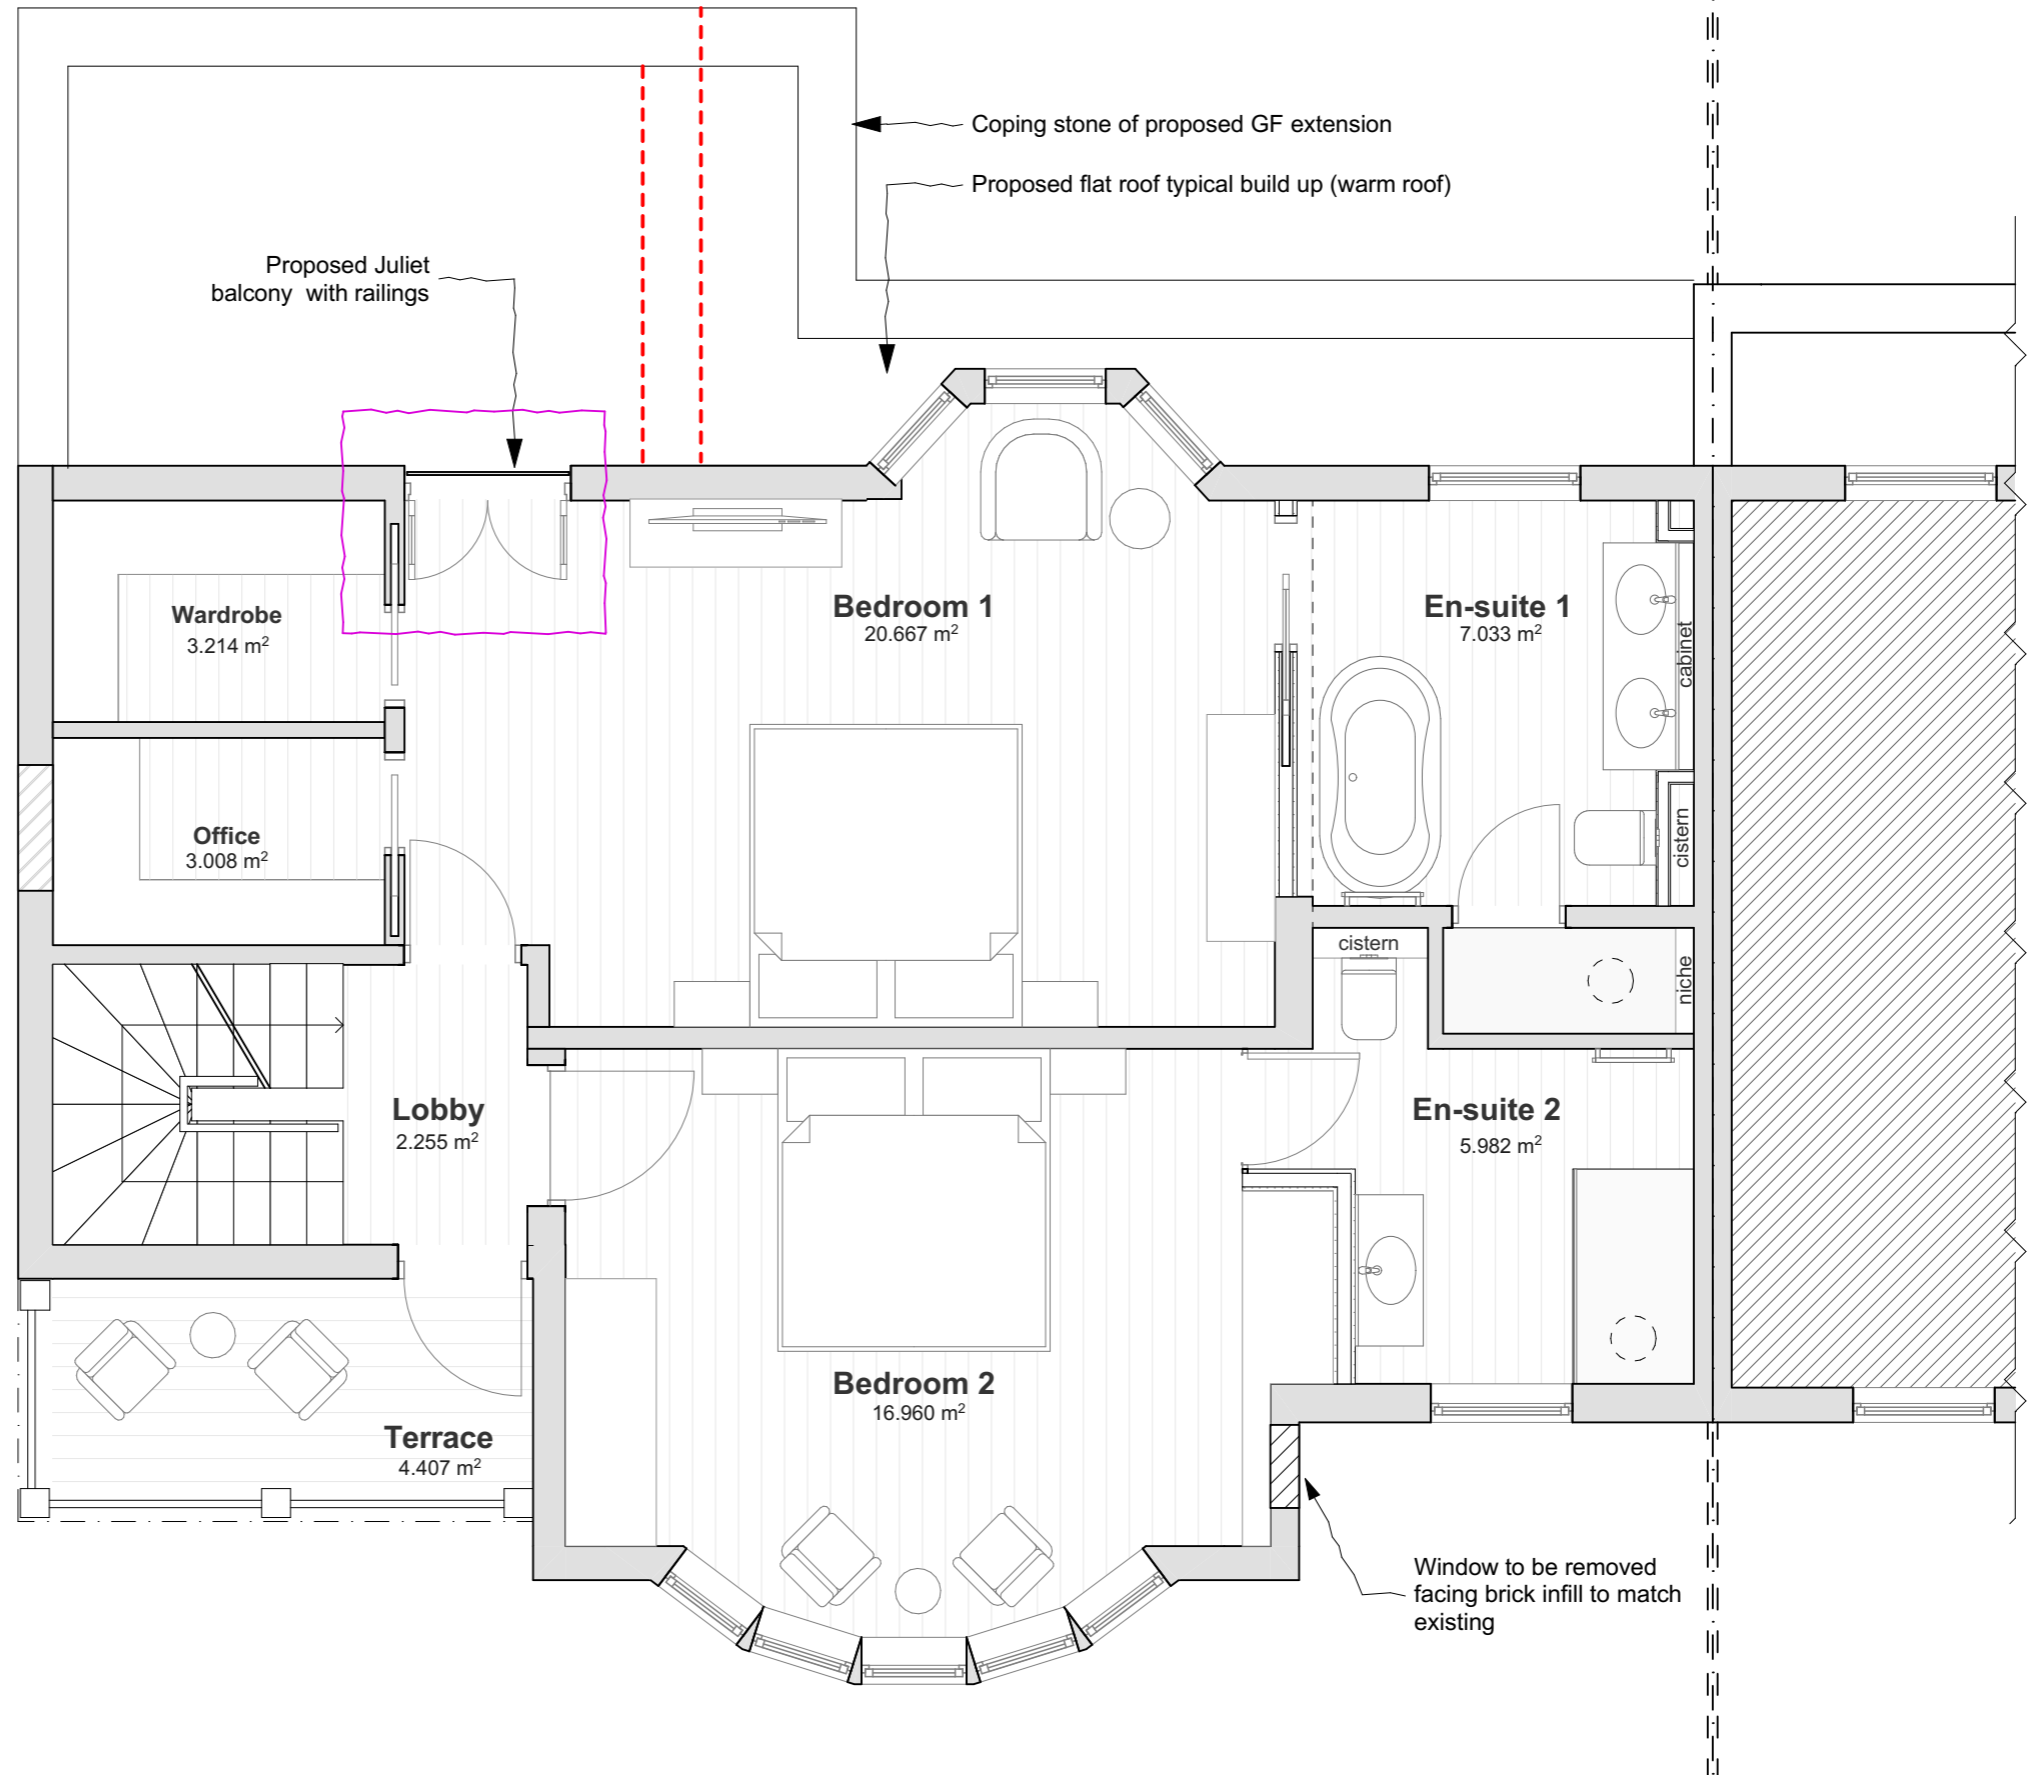 Coping stone of proposed GF extension
Proposed flat roof typical build up (warm roof)
Proposed Juliet
balcony with railings
Wardrobe
3.214 m²
Bedroom 1
20.667 m²
En-suite 1
7.033 m²
cabinet
Office
3.008 m²
cistern
cistern
niche
Lobby
2.255 m²
En-suite 2
5.982 m²
Bedroom 2
16.960 m²
Terrace
4.407 m²
Window to be removed
facing brick infill to match
existing